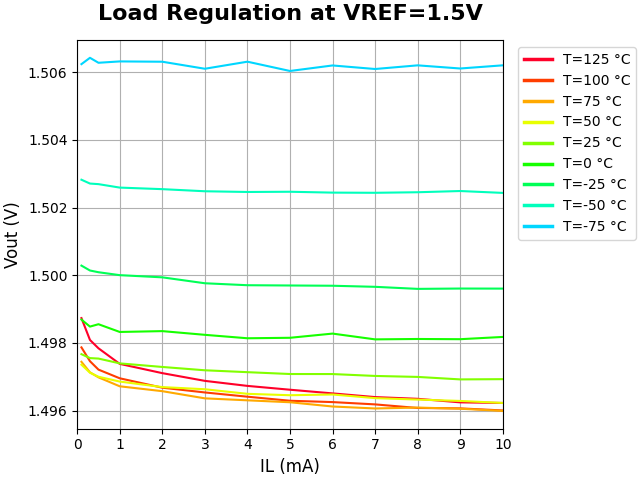 Load Regulation at VREF=1.5V
Vout (V)
1.506
1.504
1.502
1.500
1.498
1.496
0 1 2 3 4 5 6 7 8 9 10
IL (mA)
T=125 °C
T=100 °C
T=75 °C
T=50 °C
T=25 °C
T=0 °C
T=-25 °C
T=-50 °C
T=-75 °C